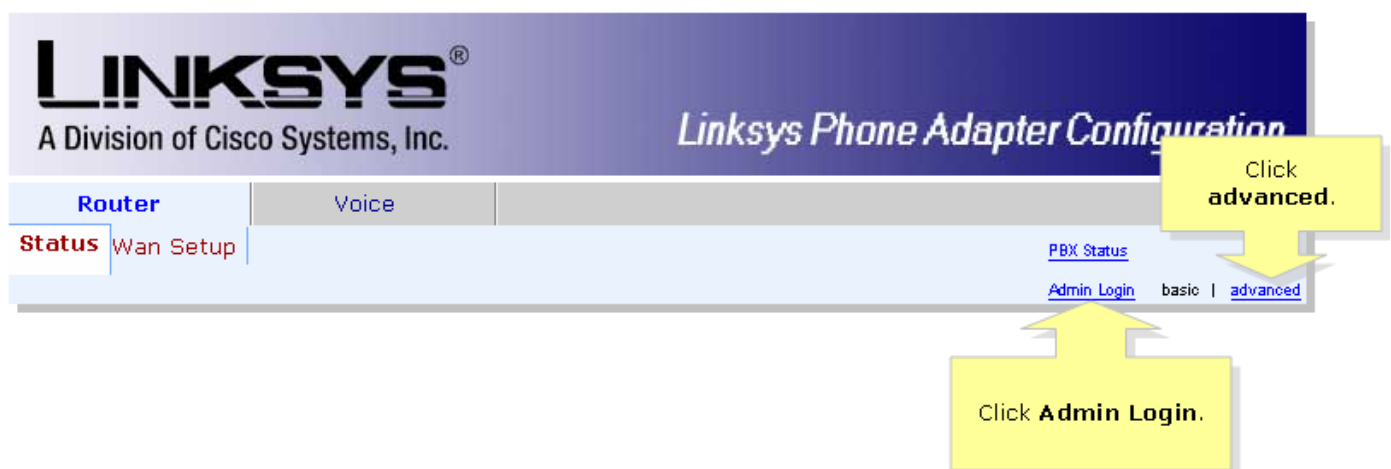 LINKSYS®
A Division of Cisco Systems, Inc.
Linksys Phone Adapter Configuration
Click
advanced.
Router Voice
Status Wan Setup
PBX Status
Admin Login basic | advanced
Click Admin Login.